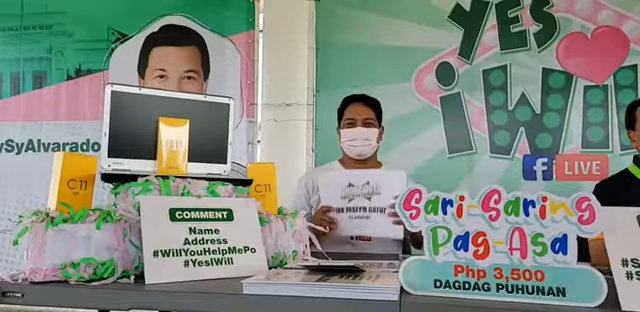 YES
iWill
f LIVE
ySyAlvarado
C11
C11
COMMENT
Name
Address
#WillYouHelpMePo
#YesIWill
Sari-Saring
Pag-Asa
Php 3,500
DAGDAG PUHUNAN